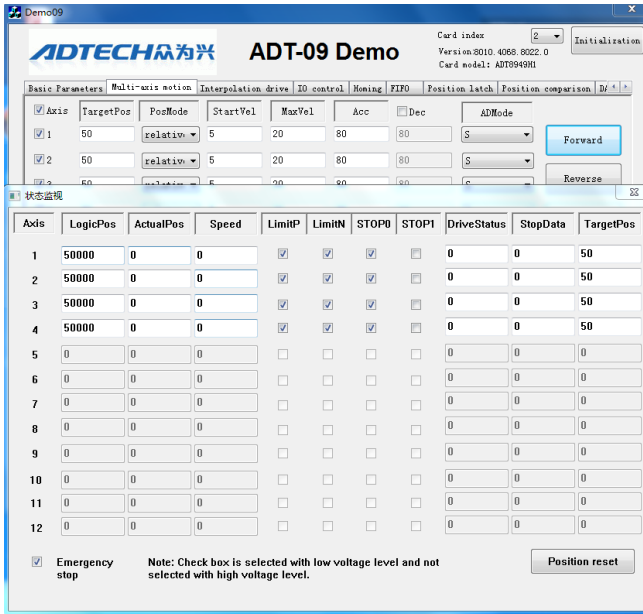 Demo09
ADTECH众为兴 ADT-09 Demo
Card index 2 Initialization
Version:8010. 4068. 8022. 0
Card model: ADT8949H1
Basic Parameters Multi-axis motion Interpolation drive IO control Homing FIFO Position latch Position comparison
Axis TargetPos PosMode StartVel MaxVel Acc Dec ADMode
1 50 relativ 5 20 80 80 S Forward
2 50 relativ 5 20 80 80 S
Reverse
状态监视
Axis LogicPos ActualPos Speed LimitP LimitN STOP0 STOP1 DriveStatus StopData TargetPos
1 50000 0 0 0 0 50
2 50000 0 0 0 0 50
3 50000 0 0 0 0 50
4 50000 0 0 0 0 50
5 0 0 0 0 0 0
6 0 0 0 0 0 0
7 0 0 0 0 0 0
8 0 0 0 0 0 0
9 0 0 0 0 0 0
10 0 0 0 0 0 0
11 0 0 0 0 0 0
12 0 0 0 0 0 0
Emergency stop
Note: Check box is selected with low voltage level and not
selected with high voltage level.
Position reset